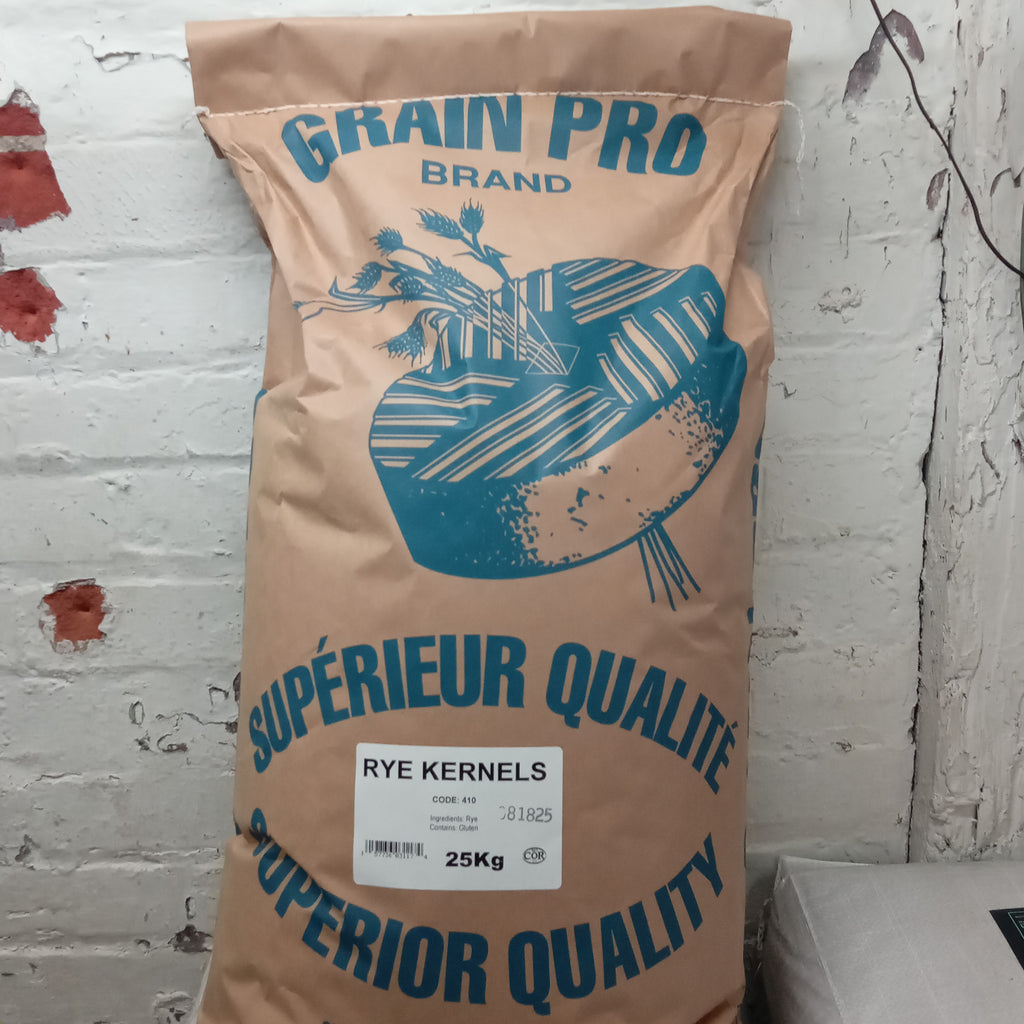 GRAIN PRO
BRAND
SUPÉRIEUR QUALITÉ
RYE KERNELS
CODE: 410
Ingredients: Rye
Contains: Gluten
081825
25Kg
COR
SUPERIOR QUALITY